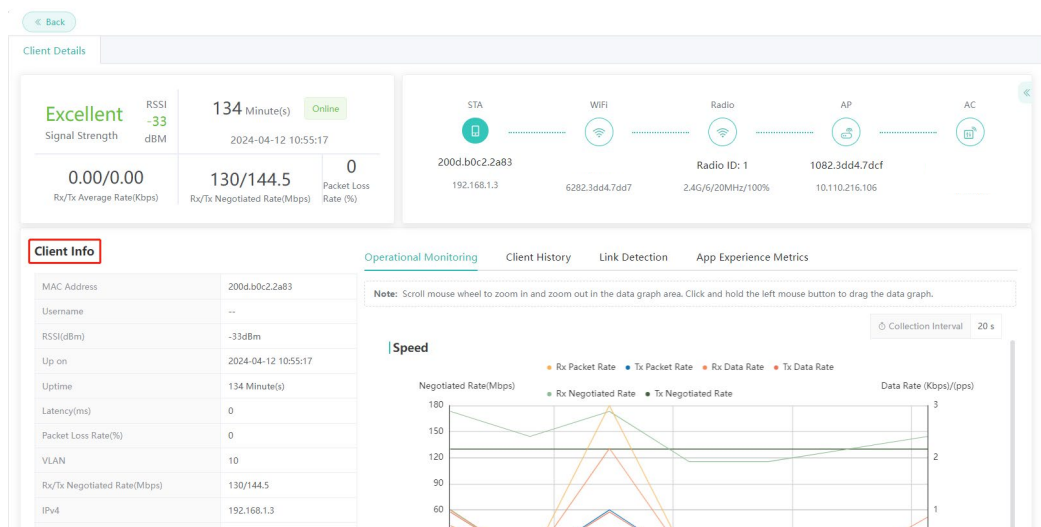 « Back
Client Details
Excellent
Signal Strength
RSSI
-33
dBM
134 Minute(s)
Online
2024-04-12 10:55:17
0.00/0.00
Rx/Tx Average Rate(Kbps)
130/144.5
Rx/Tx Negotiated Rate(Mbps)
0
Packet Loss
Rate (%)
STA
WiFi
Radio
AP
AC
200d.b0c2.2a83
Radio ID: 1
1082.3dd4.7dcf
192.168.1.3
6282.3dd4.7dd7
2.4G/6/20MHz/100%
10.110.216.106
«
Client Info
MAC Address 200d.b0c2.2a83
Username --
RSSI(dBm) -33dBm
Up on 2024-04-12 10:55:17
Uptime 134 Minute(s)
Latency(ms) 0
Packet Loss Rate(%) 0
VLAN 10
Rx/Tx Negotiated Rate(Mbps) 130/144.5
IPv4 192.168.1.3
Operational Monitoring Client History Link Detection App Experience Metrics
Note: Scroll mouse wheel to zoom in and zoom out in the data graph area. Click and hold the left mouse button to drag the data graph.
Collection Interval 20 s
Speed
Rx Packet Rate Tx Packet Rate Rx Data Rate Tx Data Rate
Negotiated Rate(Mbps)
Rx Negotiated Rate Tx Negotiated Rate
Data Rate (Kbps)/(pps)
180
150
120
90
60
3
2
1